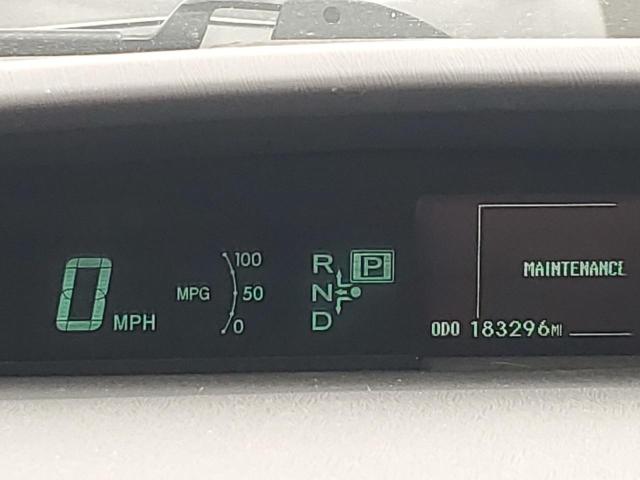 0 MPH
MPG
100
50
0
R P
N
D
MAINTENANCE
ODO 183296MI